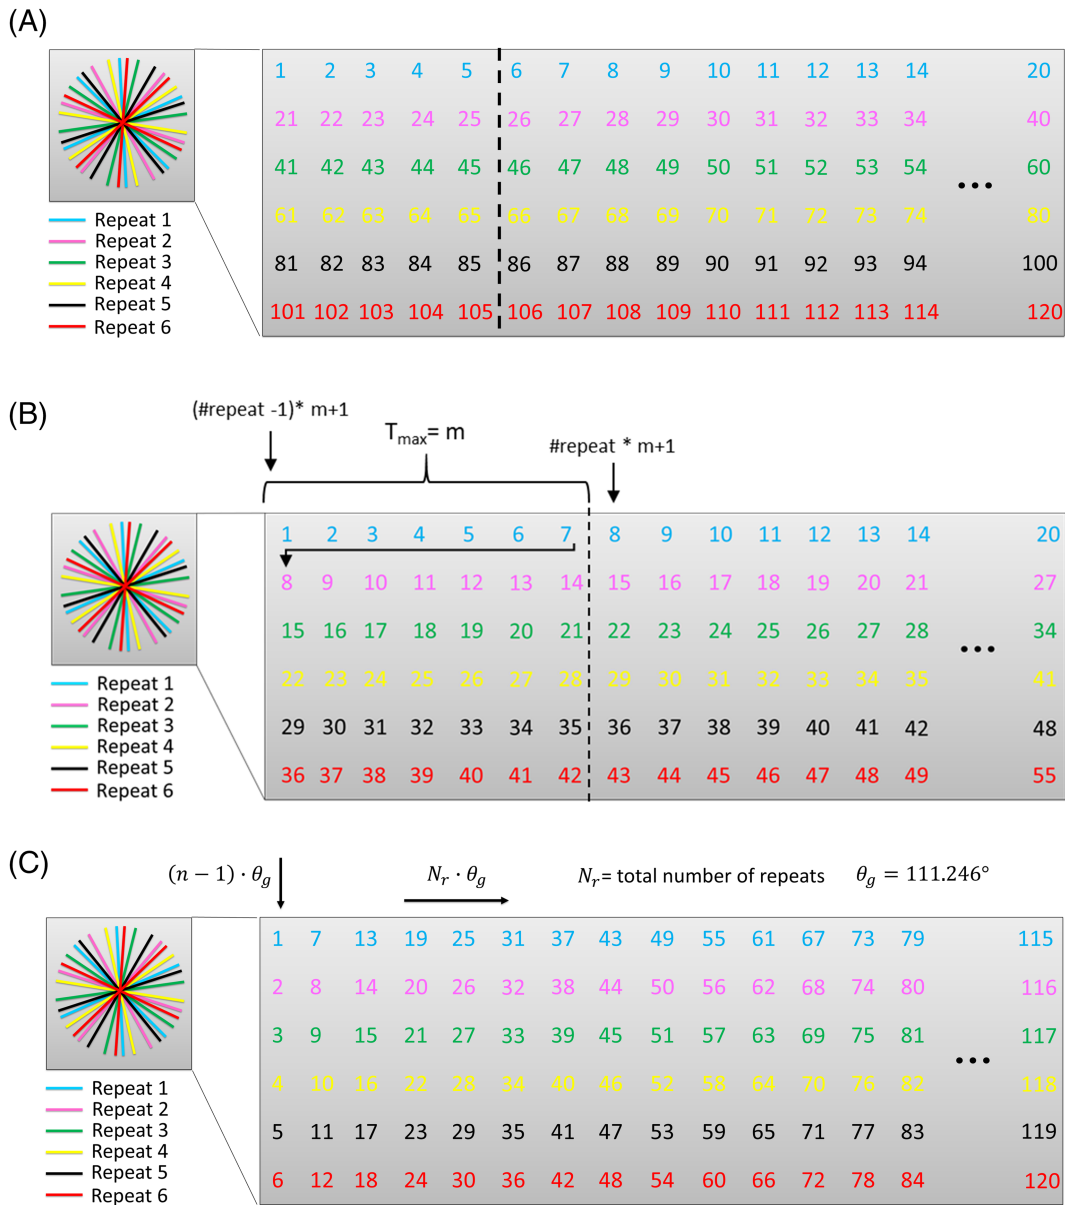 (A)
1 2 3 4 5 6 7 8 9 10 11 12 13 14 20
21 22 23 24 25 26 27 28 29 30 31 32 33 34 40
41 42 43 44 45 46 47 48 49 50 51 52 53 54 60
... 
61 62 63 64 65 66 67 68 69 70 71 72 73 74 80
81 82 83 84 85 86 87 88 89 90 91 92 93 94 100
101 102 103 104 105 106 107 108 109 110 111 112 113 114 120
Repeat 1
Repeat 2
Repeat 3
Repeat 4
Repeat 5
Repeat 6
(B)
(#repeat -1)* m+1
Tmax= m
#repeat * m+1
1 2 3 4 5 6 7 8 9 10 11 12 13 14 20
8 9 10 11 12 13 14 15 16 17 18 19 20 21 27
15 16 17 18 19 20 21 22 23 24 25 26 27 28 34
...
22 23 24 25 26 27 28 29 30 31 32 33 34 35 41
29 30 31 32 33 34 35 36 37 38 39 40 41 42 48
36 37 38 39 40 41 42 43 44 45 46 47 48 49 55
Repeat 1
Repeat 2
Repeat 3
Repeat 4
Repeat 5
Repeat 6
(C)
(n − 1) · θg
Nr · θg
Nr= total number of repeats θg = 111.246°
1 7 13 19 25 31 37 43 49 55 61 67 73 79 115
2 8 14 20 26 32 38 44 50 56 62 68 74 80 116
3 9 15 21 27 33 39 45 51 57 63 69 75 81 117
...
4 10 16 22 28 34 40 46 52 58 64 70 76 82 118
5 11 17 23 29 35 41 47 53 59 65 71 77 83 119
6 12 18 24 30 36 42 48 54 60 66 72 78 84 120
Repeat 1
Repeat 2
Repeat 3
Repeat 4
Repeat 5
Repeat 6